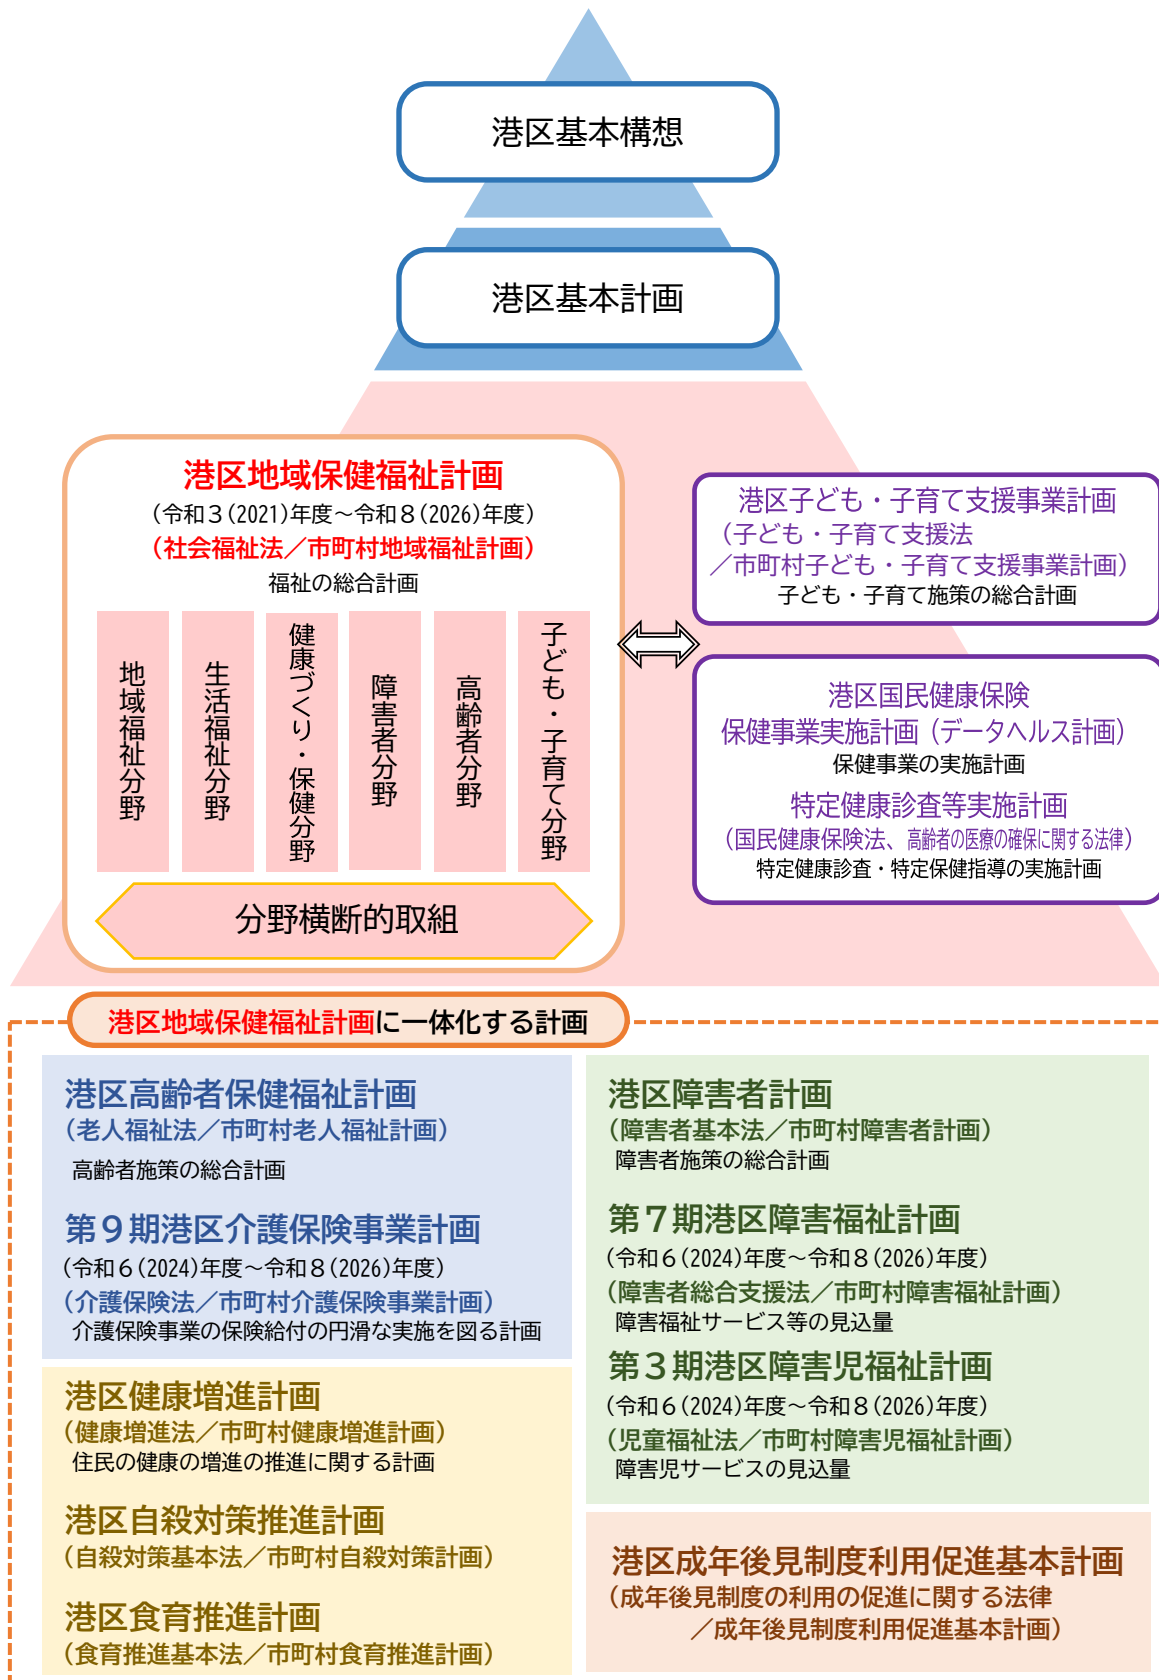 港区基本構想
港区基本計画
港区地域保健福祉計画
（令和３(2021)年度～令和８(2026)年度）
（社会福祉法／市町村地域福祉計画）
福祉の総合計画
地域福祉分野
生活福祉分野
健康づくり・保健分野
障害者分野
高齢者分野
子ども・子育て分野
分野横断的取組
港区子ども・子育て支援事業計画
（子ども・子育て支援法
／市町村子ども・子育て支援事業計画）
子ども・子育て施策の総合計画
港区国民健康保険
保健事業実施計画（データヘルス計画）
保健事業の実施計画
特定健康診査等実施計画
（国民健康保険法、高齢者の医療の確保に関する法律）
特定健康診査・特定保健指導の実施計画
港区地域保健福祉計画に一体化する計画
港区高齢者保健福祉計画
（老人福祉法／市町村老人福祉計画）
高齢者施策の総合計画
第９期港区介護保険事業計画
（令和６(2024)年度～令和８(2026)年度）
（介護保険法／市町村介護保険事業計画）
介護保険事業の保険給付の円滑な実施を図る計画
港区健康増進計画
（健康増進法／市町村健康増進計画）
住民の健康の増進の推進に関する計画
港区自殺対策推進計画
（自殺対策基本法／市町村自殺対策計画）
港区食育推進計画
（食育推進基本法／市町村食育推進計画）
港区障害者計画
（障害者基本法／市町村障害者計画）
障害者施策の総合計画
第７期港区障害福祉計画
（令和６(2024)年度～令和８(2026)年度）
（障害者総合支援法／市町村障害福祉計画）
障害福祉サービス等の見込量
第３期港区障害児福祉計画
（令和６(2024)年度～令和８(2026)年度）
（児童福祉法／市町村障害児福祉計画）
障害児サービスの見込量
港区成年後見制度利用促進基本計画
（成年後見制度の利用の促進に関する法律
／成年後見制度利用促進基本計画）